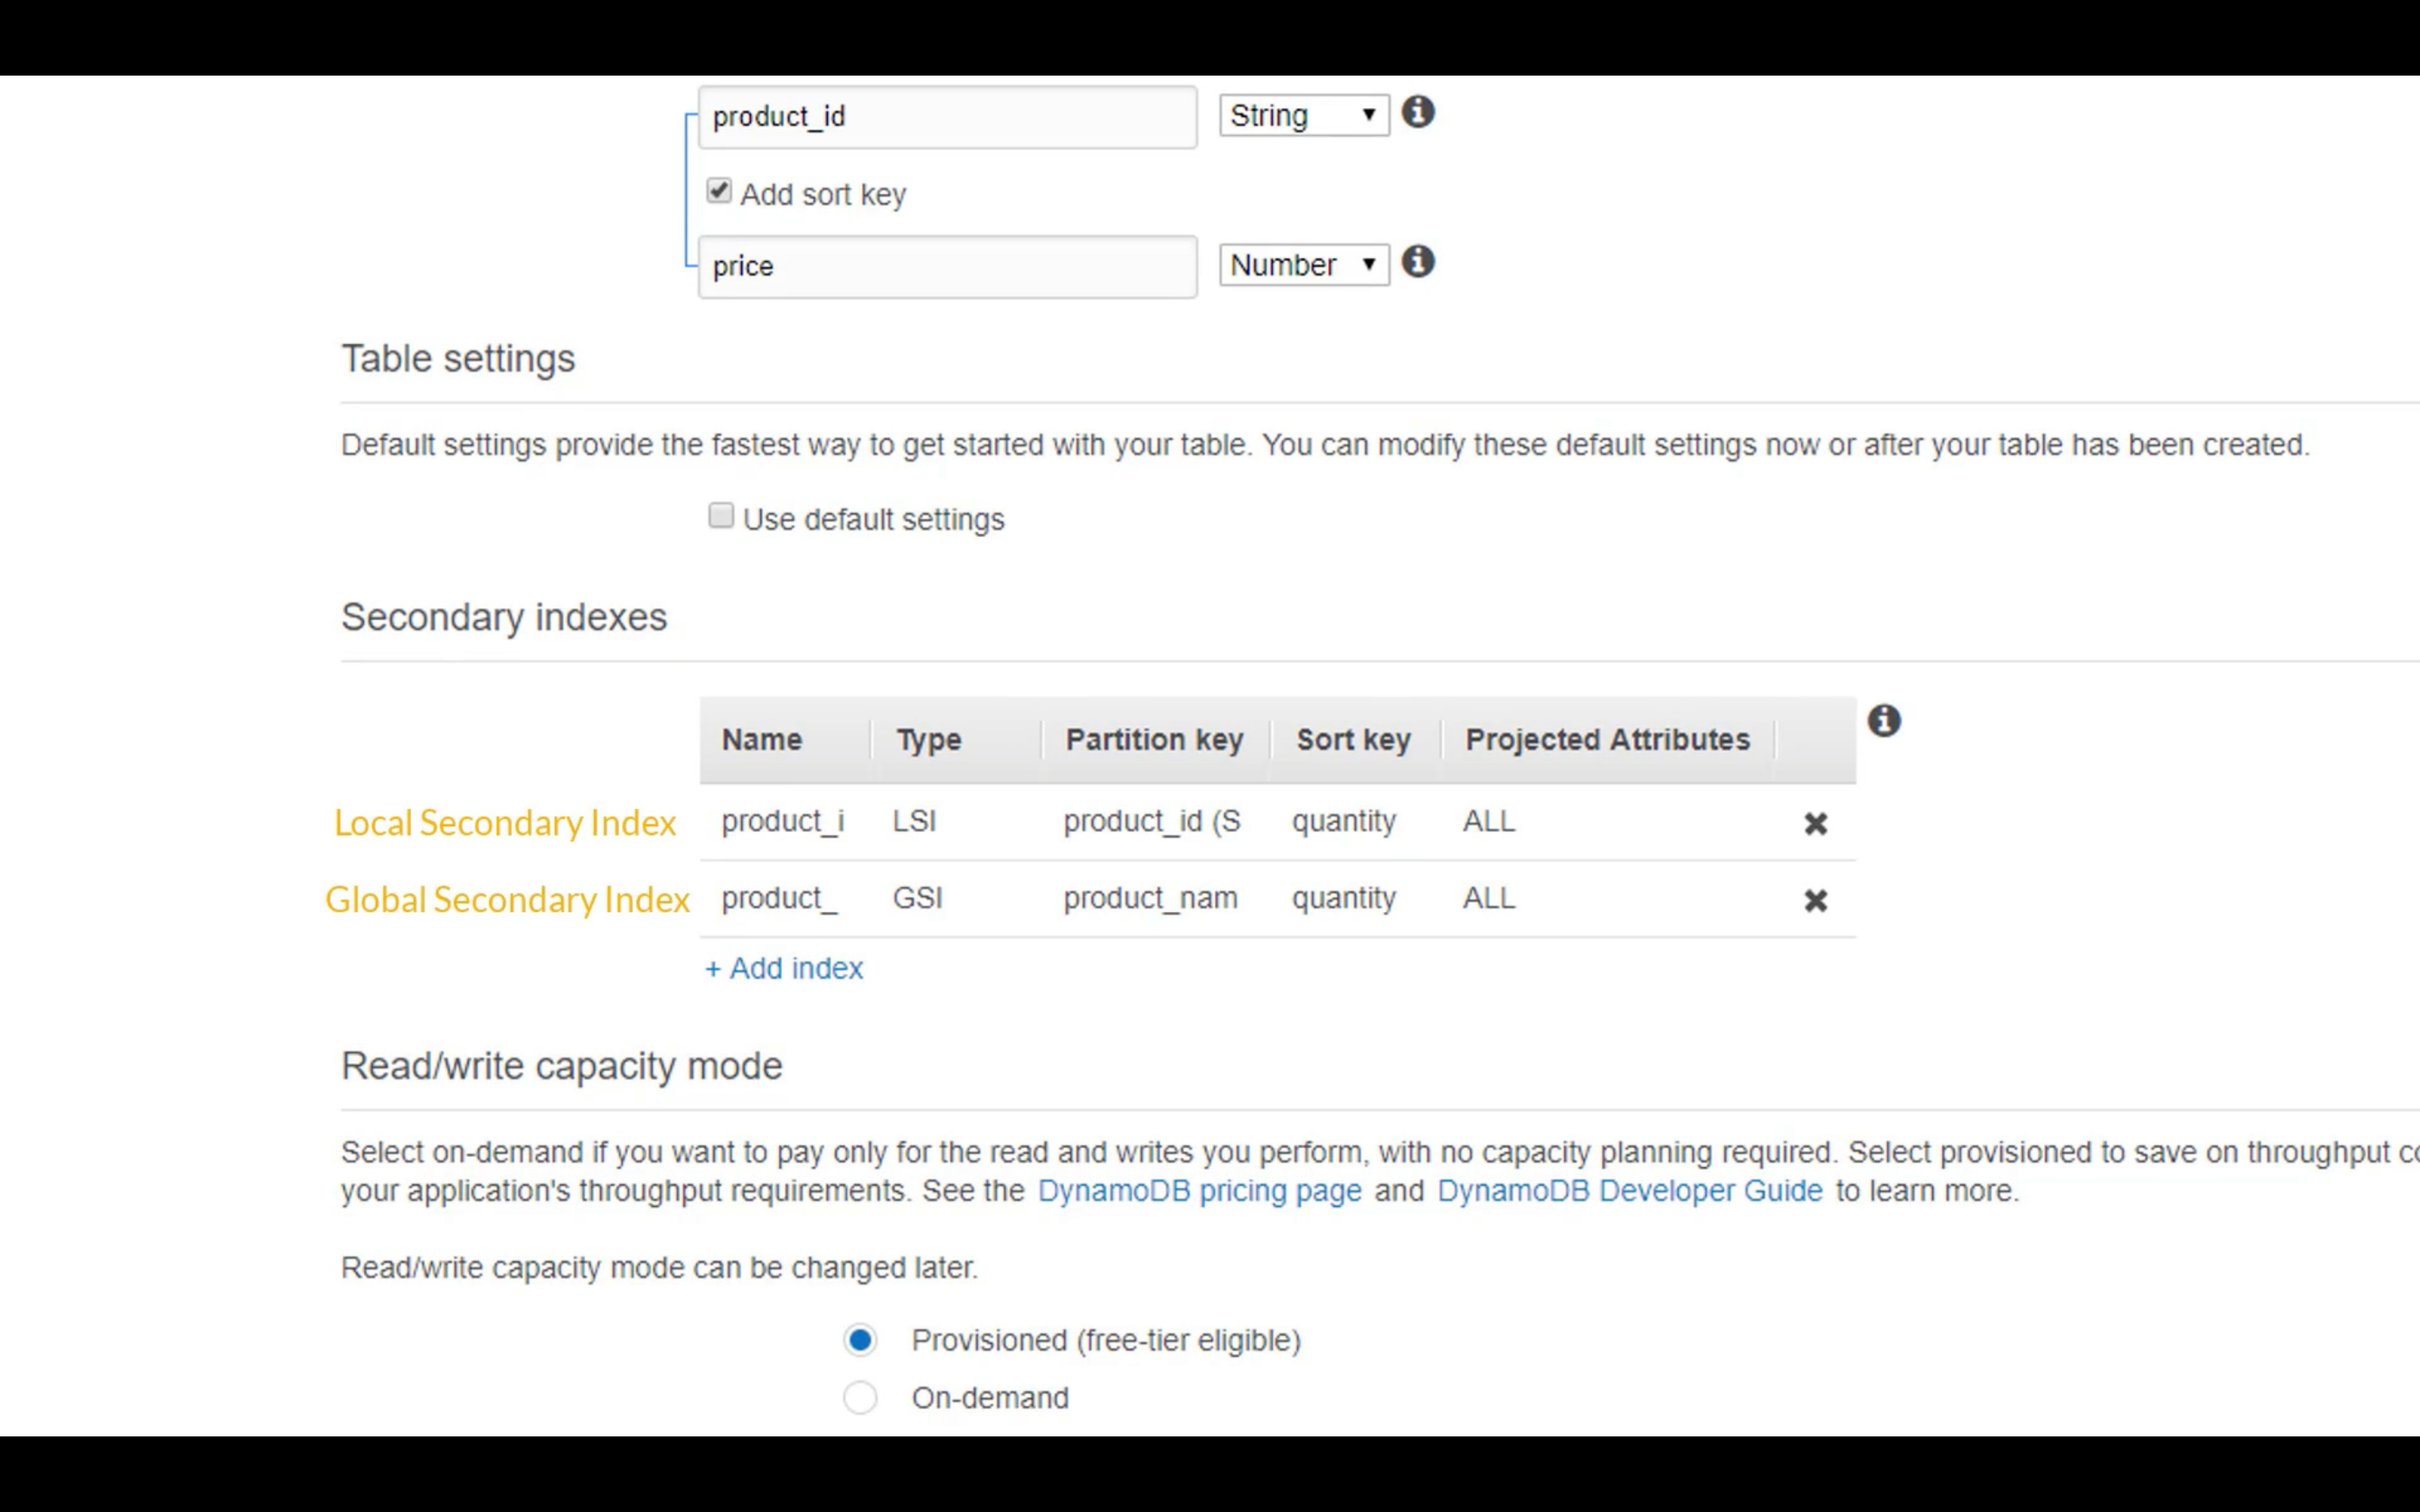 product_id String
Add sort key
price Number
Table settings
Default settings provide the fastest way to get started with your table. You can modify these default settings now or after your table has been created.
Use default settings
Secondary indexes
Name Type Partition key Sort key Projected Attributes
Local Secondary Index product_i LSI product_id (S quantity ALL
Global Secondary Index product_ GSI product_nam quantity ALL
+ Add index
Read/write capacity mode
Select on-demand if you want to pay only for the read and writes you perform, with no capacity planning required. Select provisioned to save on throughput
your application's throughput requirements. See the DynamoDB pricing page and DynamoDB Developer Guide to learn more.
Read/write capacity mode can be changed later.
Provisioned (free-tier eligible)
On-demand